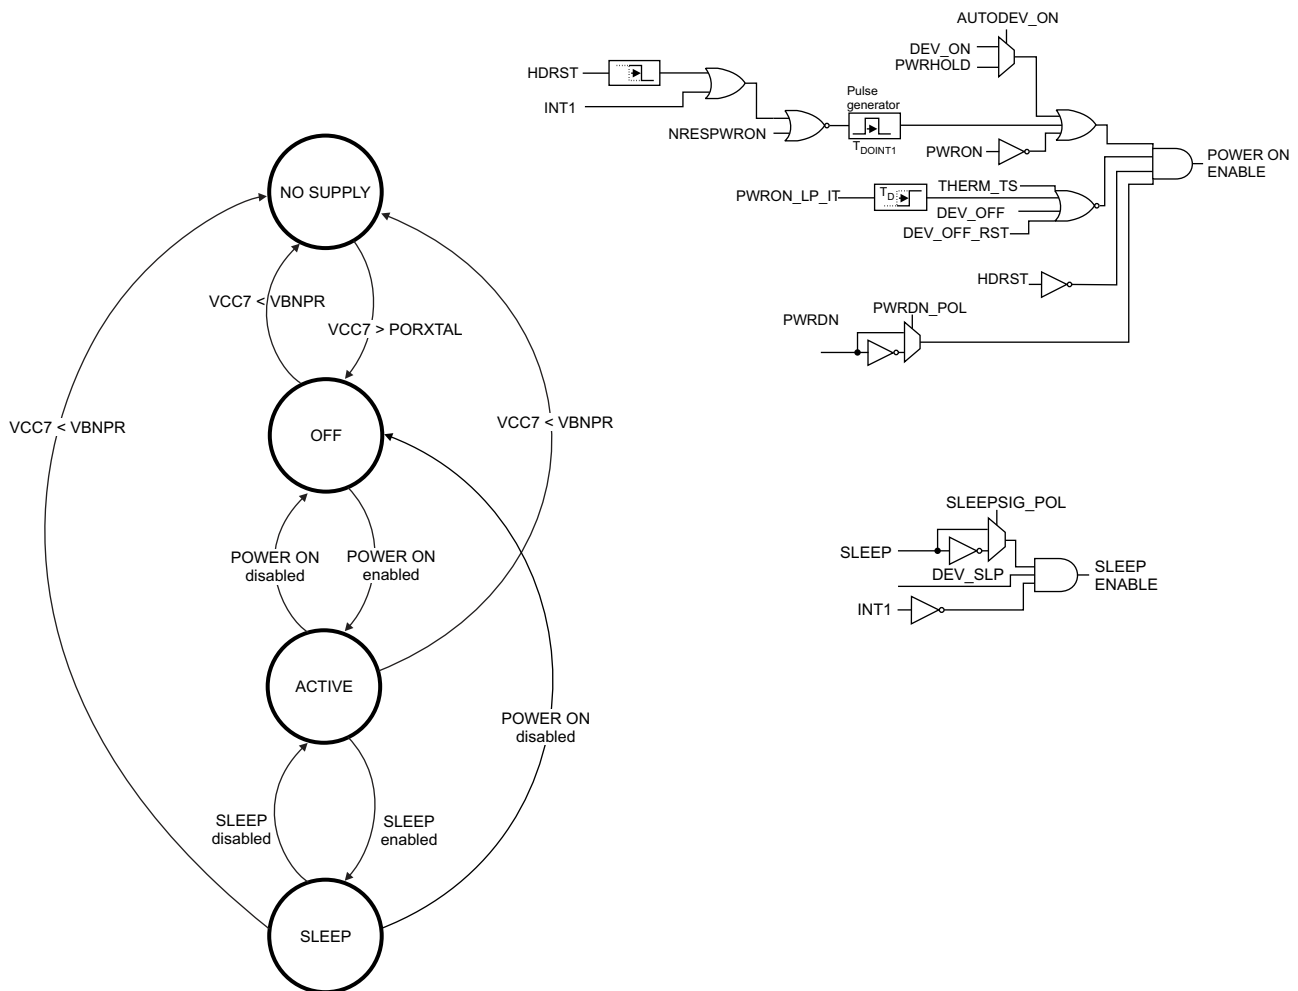 AUTODEV_ON
DEV_ON
PWRHOLD
HDRST
INT1
Pulse
generator
NRESPWRON
TDOINT1
PWRON
POWER ON
ENABLE
THERM_TS
PWRON_LP_IT
TD
DEV_OFF
DEV_OFF_RST
HDRST
PWRDN
PWRDN_POL
NO SUPPLY
VCC7 < VBNPR
VCC7 > PORXTAL
VCC7 < VBNPR
VCC7 < VBNPR
OFF
POWER ON
disabled
POWER ON
enabled
ACTIVE
POWER ON
disabled
SLEEP
disabled
SLEEP
enabled
SLEEP
SLEEPSIG_POL
SLEEP
DEV_SLP
INT1
SLEEP
ENABLE